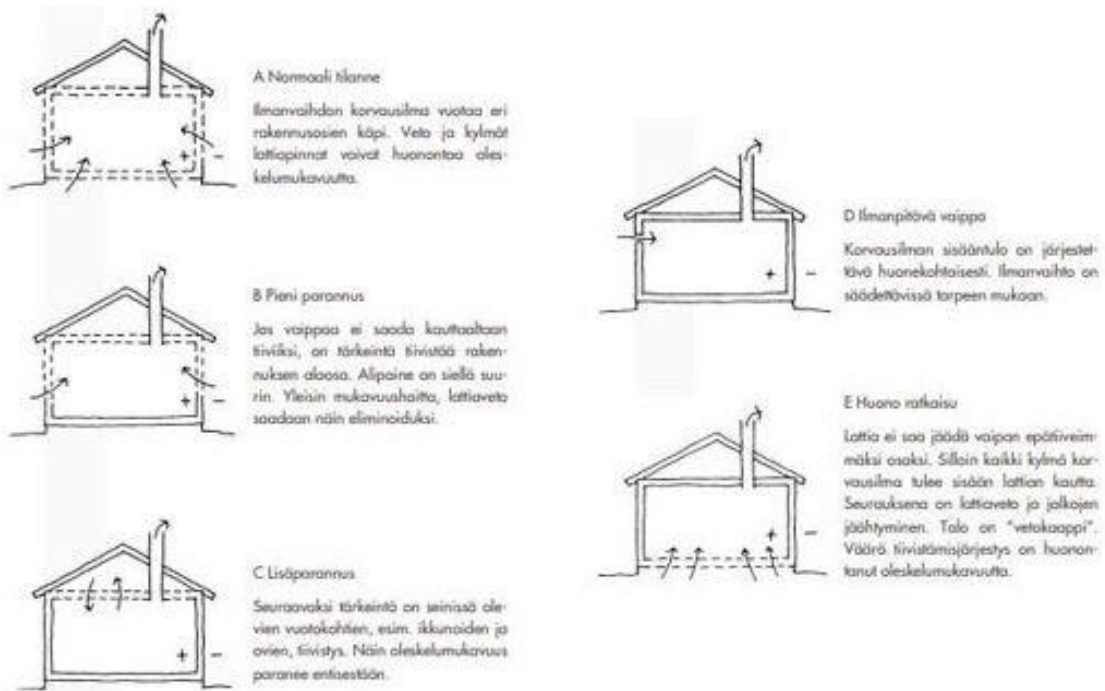 A Normaali tilanne
Ilmanvaihdon korvausilma vuotaa eri
rakennusosien läpi. Veto ja kylmät
lattiapinnat voivat huonontaa oles-
kelumukavuutta.
+ -
B Pieni parannus
Jos vaippaa ei saada kauttaaltaan
tiiviiksi, on tärkeintä tiivistää raken-
nuksen alaosa. Alipaine on siellä suu-
rin. Yleisin mukavuushaitta, lattiaveto
saadaan näin eliminoiduksi.
+ -
C Lisäparannus
Seuraavaksi tärkeintä on seinissä ole-
vien vuotokohtien, esim. ikkunoiden ja
ovien, tiivistys. Näin oleskelumukavuus
paranee entisestään.
+ -
D Ilmanpitävä vaippa
Korvausilman sisääntulo on järjestet-
tävä huonekohtaisesti. Ilmanvaihto on
säädettävissä tarpeen mukaan.
+ -
E Huono ratkaisu
Lattia ei saa jäädä vaipan epätiiveim-
mäksi osaksi. Silloin kaikki kylmä kor-
vausilma tulee sisään lattian kautta.
Seurauksena on lattiaveto ja jalkojen
jäähtyminen. Talo on "vetokaappi".
Väärä tiivistämisjärjestys on huonon-
tanut oleskelumukavuutta.
+ -